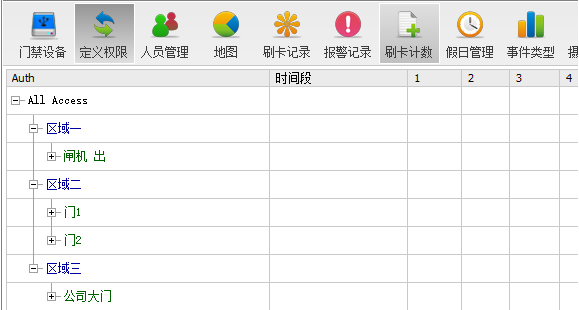 门禁设备 定义权限 人员管理 地图 刷卡记录 报警记录 刷卡计数 假日管理 事件类型
Auth 时间段 1 2 3 4
All Access
区域一
闸机 出
区域二
门1
门2
区域三
公司大门